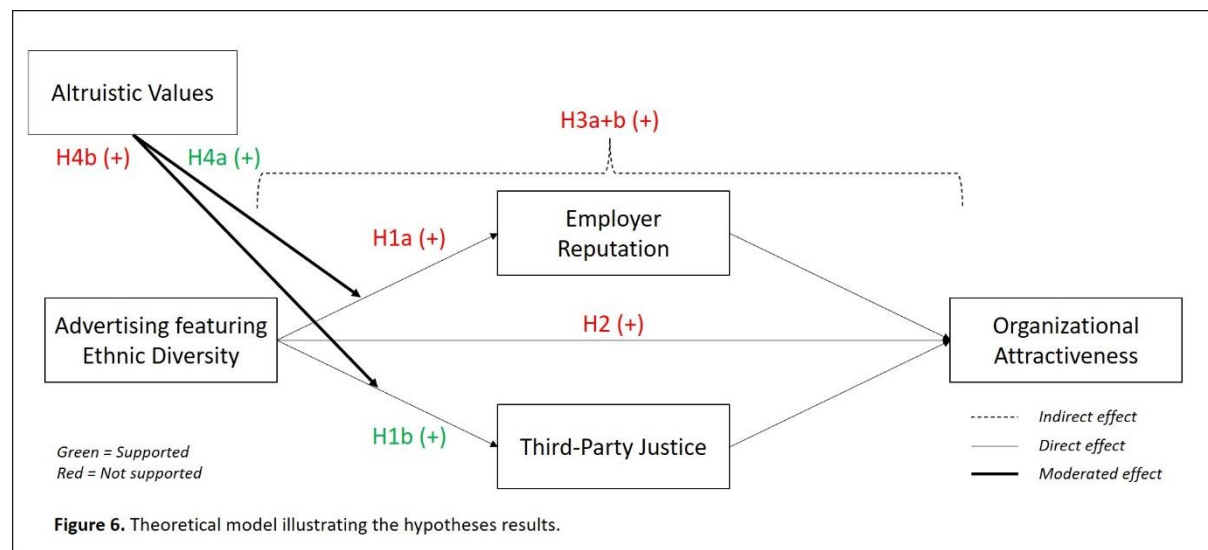 Altruistic Values
H3a+b (+)
H4b (+)
H4a (+)
Employer
Reputation
H1a (+)
Advertising featuring
Ethnic Diversity
H2 (+)
Organizational
Attractiveness
H1b (+)
Third-Party Justice
Green = Supported
Red = Not supported
Indirect effect
Direct effect
Moderated effect
Figure 6. Theoretical model illustrating the hypotheses results.